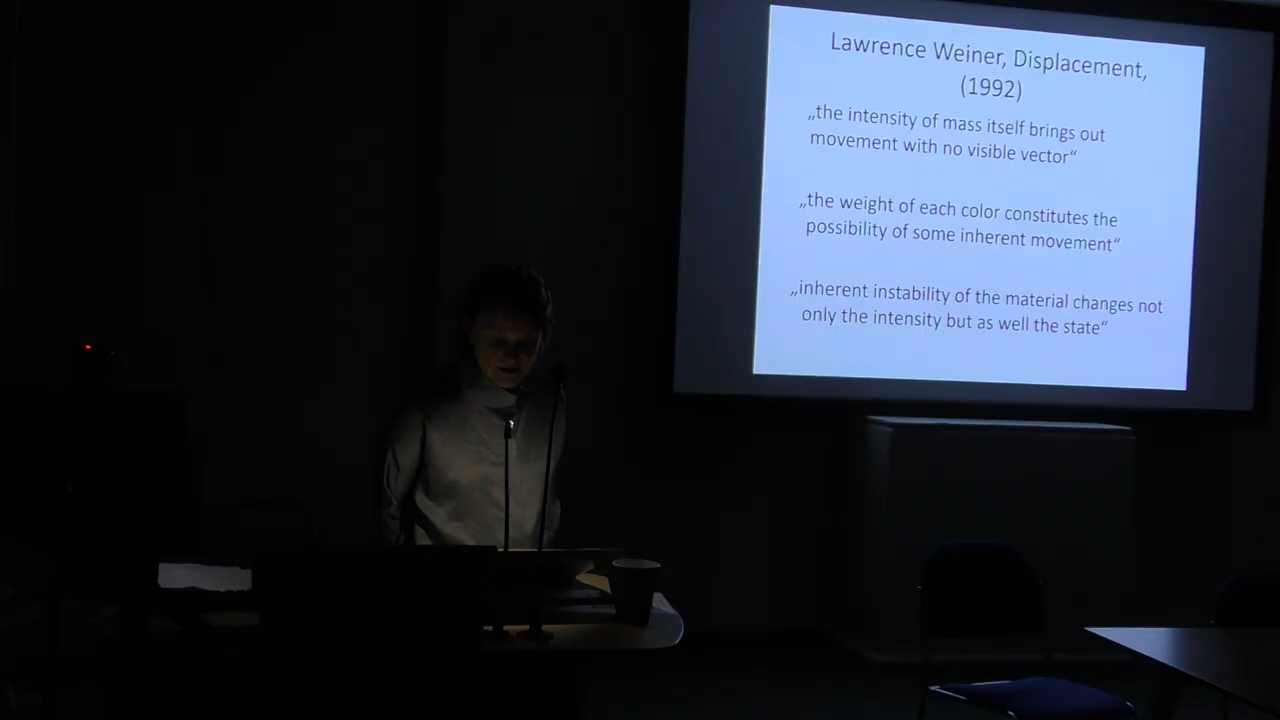 Lawrence Weiner, Displacement,
(1992)
„the intensity of mass itself brings out
movement with no visible vector“
„the weight of each color constitutes the
possibility of some inherent movement“
„inherent instability of the material changes not
only the intensity but as well the state“